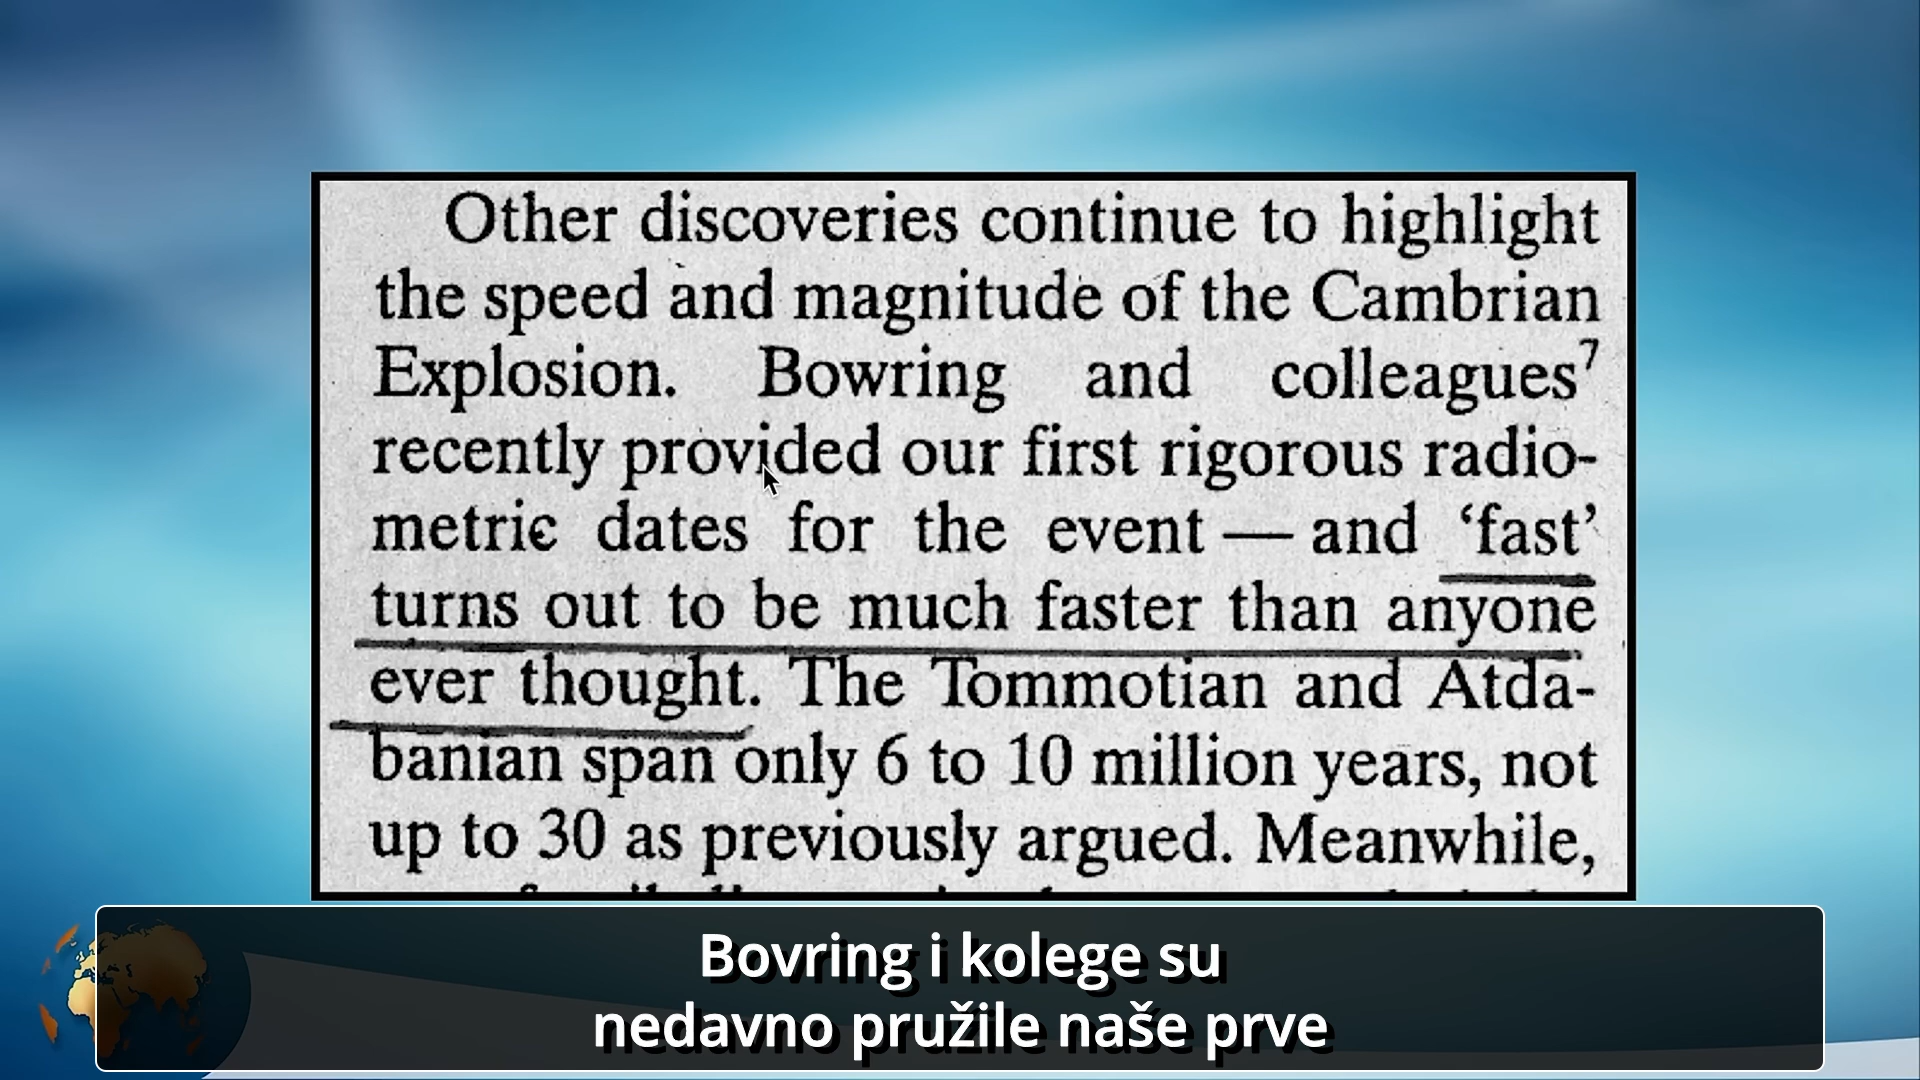 Other discoveries continue to highlight
the speed and magnitude of the Cambrian
Explosion. Bowring and colleagues⁷
recently provided our first rigorous radio-
metric dates for the event — and ‘fast’
turns out to be much faster than anyone
ever thought. The Tommotian and Atda-
banian span only 6 to 10 million years, not
up to 30 as previously argued. Meanwhile,
Bovring i kolege su
nedavno pružile naše prve